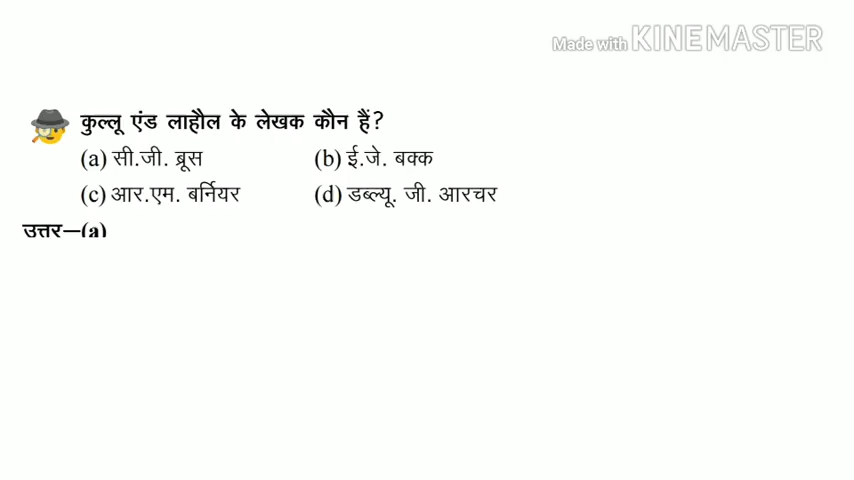 Made with KINEMASTER
कुल्लू एंड लाहौल के लेखक कौन हैं?
(a) सी.जी. ब्रूस (b) ई.जे. बक्क
(c) आर.एम. बर्नियर (d) डब्ल्यू. जी. आरचर
उत्तर–(a)